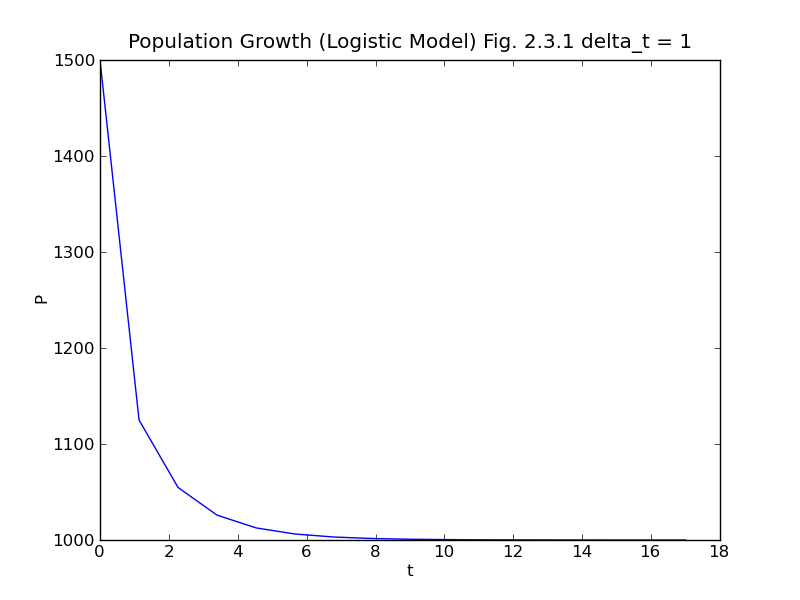 Population Growth (Logistic Model) Fig. 2.3.1 delta_t = 1
1500
1400
1300
1200
1100
1000
P
0 2 4 6 8 10 12 14 16 18
t